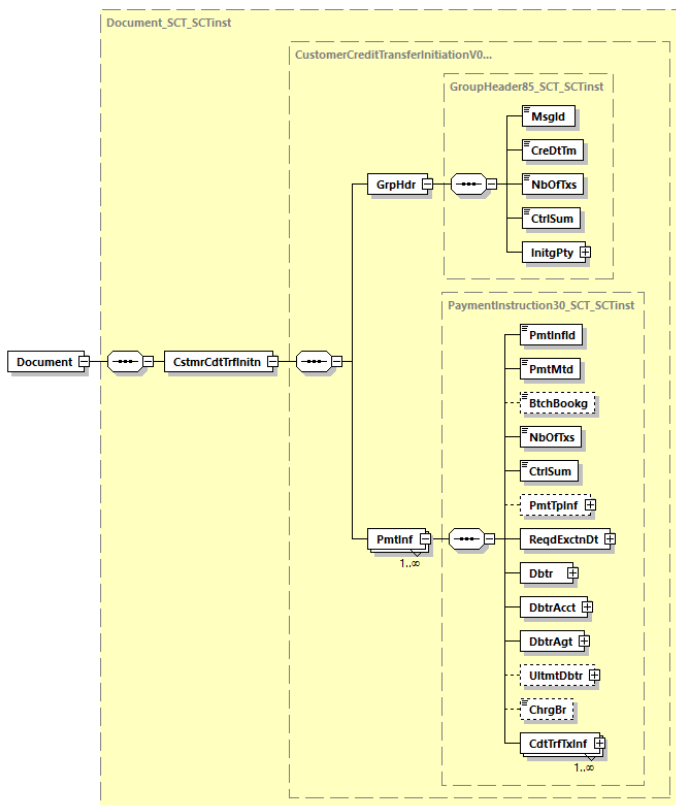 Document_SCT_SCTinst
CustomerCreditTransferInitiationV0...
GroupHeader85_SCT_SCTinst
MsgId
CreDtTm
GrpHdr
NbOfTxs
CtrlSum
InitgPty
PaymentInstruction30_SCT_SCTinst
PmtInfId
Document
CstmrCdtTrfInitn
PmtMtd
BtchBookg
NbOfTxs
CtrlSum
PmtTpInf
PmtInf
1..∞
ReqdExctnDt
Dbtr
DbtrAcct
DbtrAgt
UltmtDbtr
ChrgBr
CdtTrfTxInf
1..∞